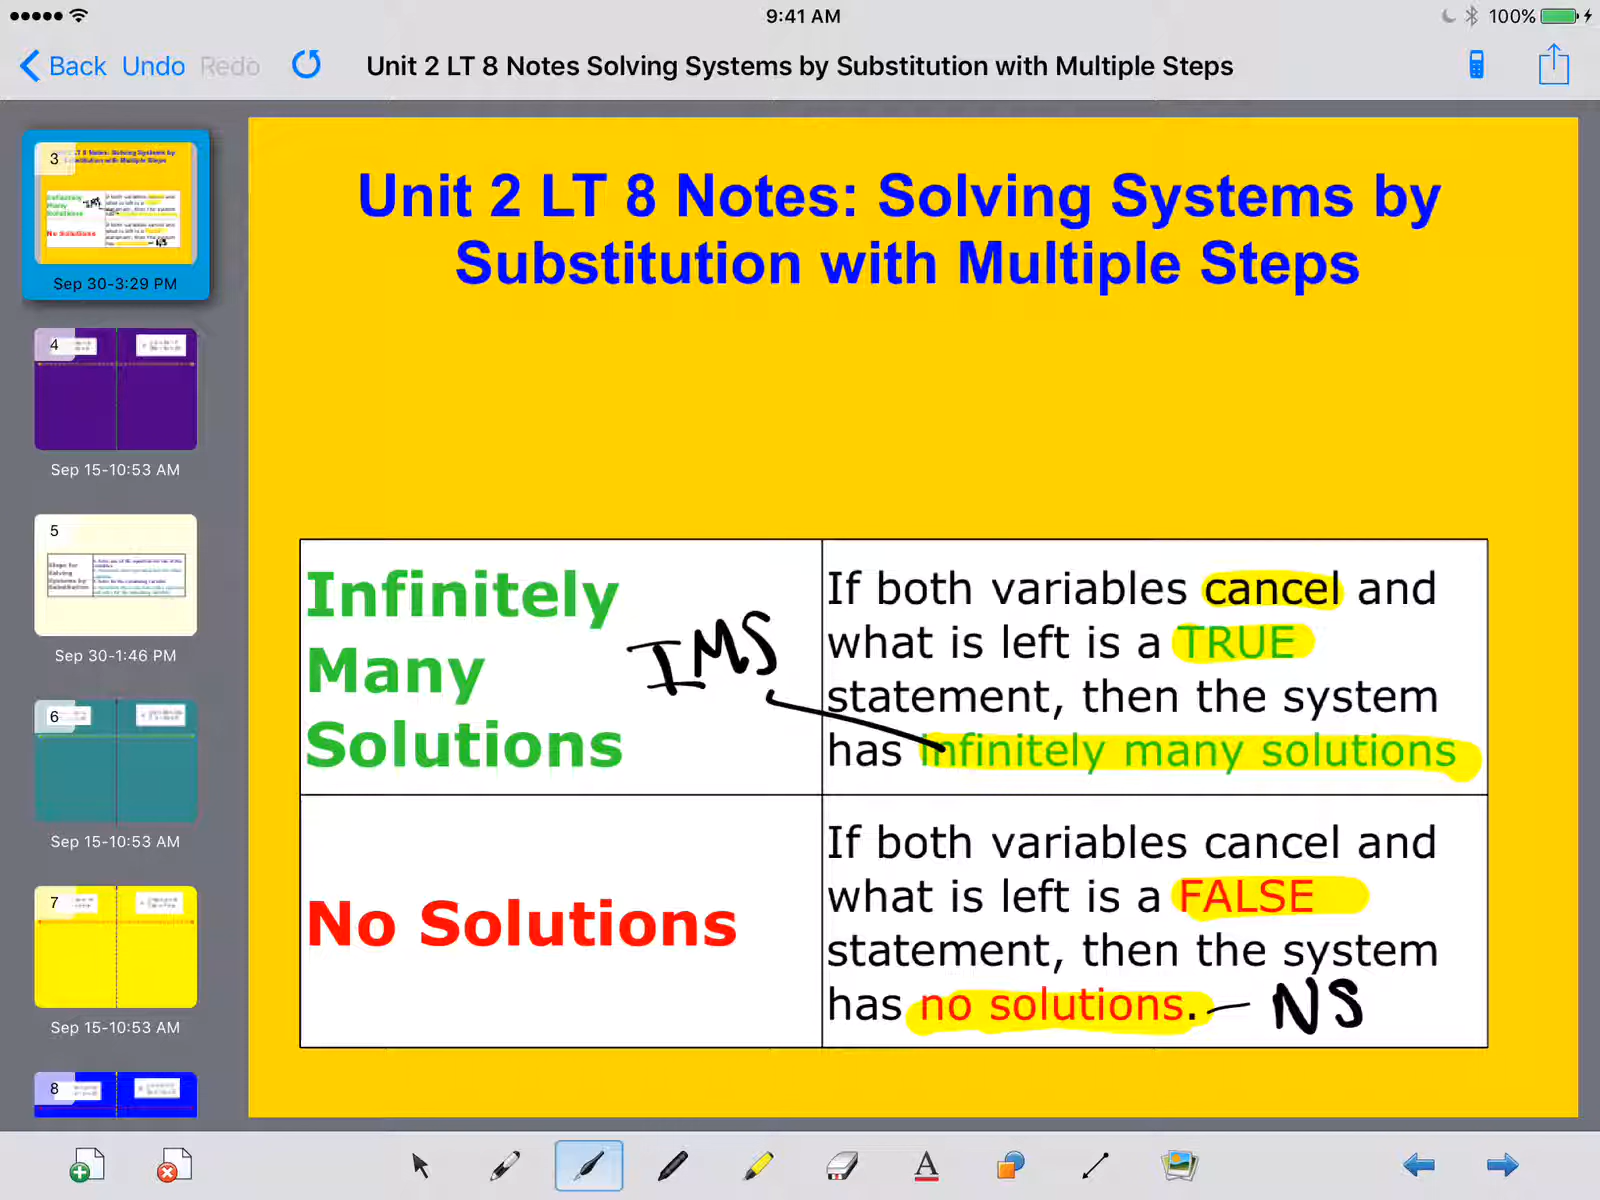 9:41 AM
100%
Back Undo Redo
Unit 2 LT 8 Notes Solving Systems by Substitution with Multiple Steps
3
Sep 30-3:29 PM
4
Sep 15-10:53 AM
5
Sep 30-1:46 PM
6
Sep 15-10:53 AM
7
Sep 15-10:53 AM
8
Unit 2 LT 8 Notes: Solving Systems by
Substitution with Multiple Steps
Infinitely
Many
Solutions
IMS
If both variables cancel and
what is left is a TRUE
statement, then the system
has infinitely many solutions
No Solutions
If both variables cancel and
what is left is a FALSE
statement, then the system
has no solutions.
NS
A